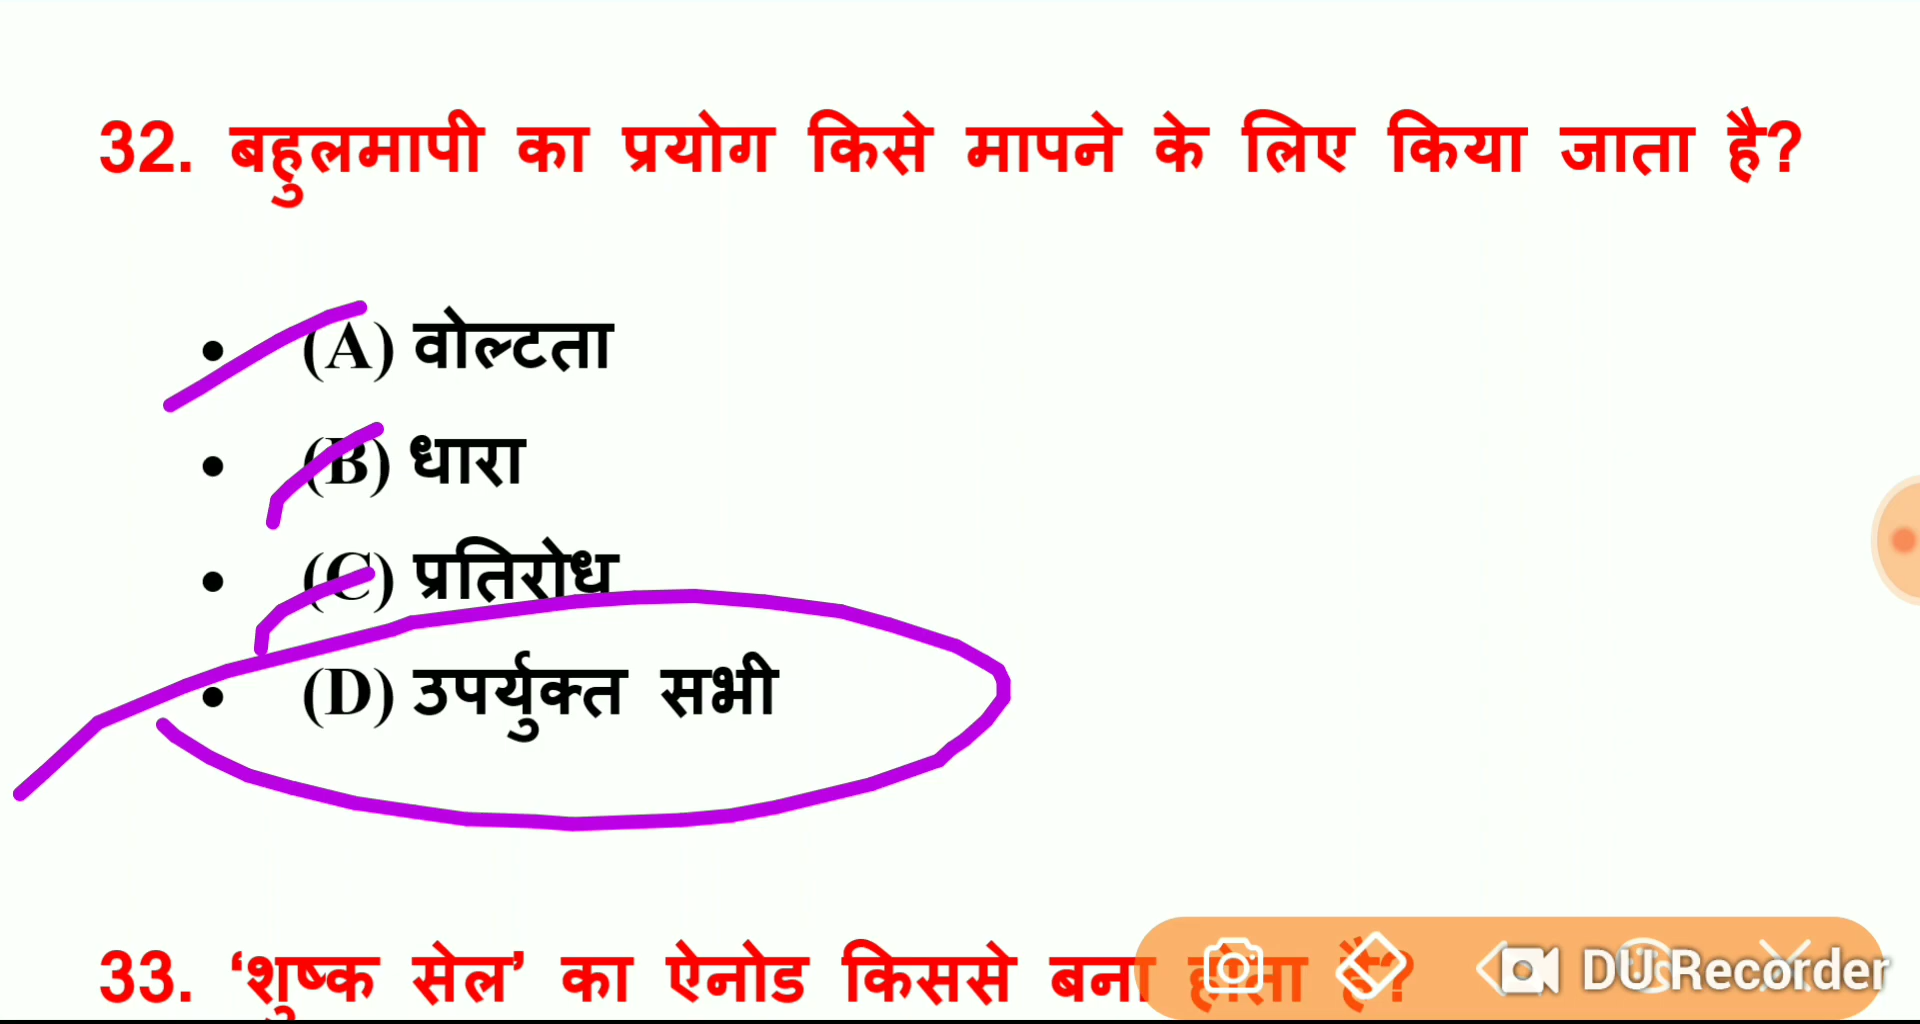 32. बहुलमापी का प्रयोग किसे मापने के लिए किया जाता है?
• (A) वोल्टता
• (B) धारा
• (C) प्रतिरोध
• (D) उपर्युक्त सभी
33. ‘शुष्क सेल’ का ऐनोड किससे बना होता है?
DU Recorder